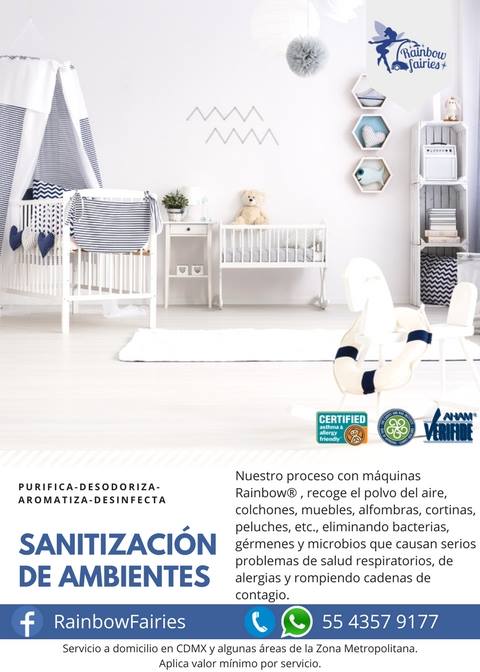 Rainbow
fairies
CERTIFIED
asthma &
allergy
friendly
AHAM®
VERIFIDE
PURIFICA-DESODORIZA-
AROMATIZA-DESINFECTA
SANITIZACIÓN
DE AMBIENTES
Nuestro proceso con máquinas
Rainbow® , recoge el polvo del aire,
colchones, muebles, alfombras, cortinas,
peluches, etc., eliminando bacterias,
gérmenes y microbios que causan serios
problemas de salud respiratorios, de
alergias y rompiendo cadenas de
contagio.
RainbowFairies
55 4357 9177
Servicio a domicilio en CDMX y algunas áreas de la Zona Metropolitana.
Aplica valor mínimo por servicio.